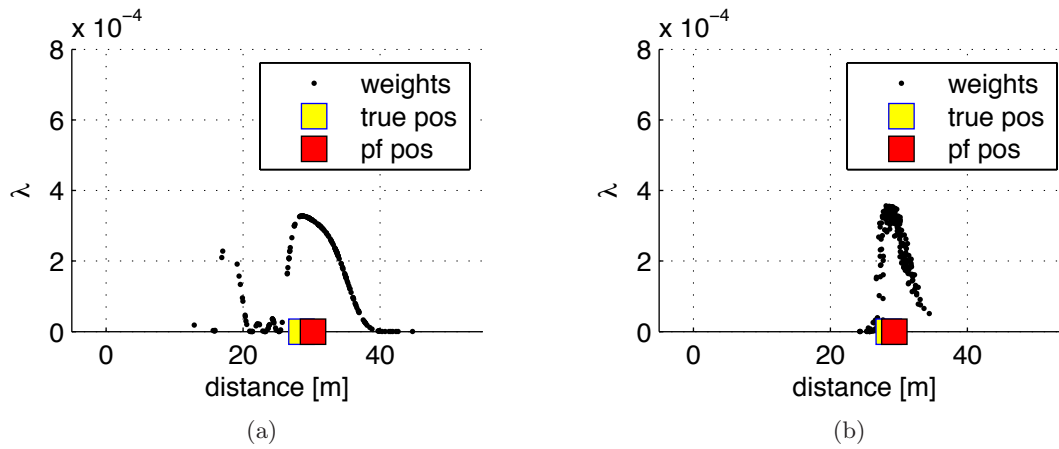 x 10⁻⁴
8
6
4
2
0
λ
0 20 40
distance [m]
weights
true pos
pf pos
(a)
x 10⁻⁴
8
6
4
2
0
λ
0 20 40
distance [m]
weights
true pos
pf pos
(b)